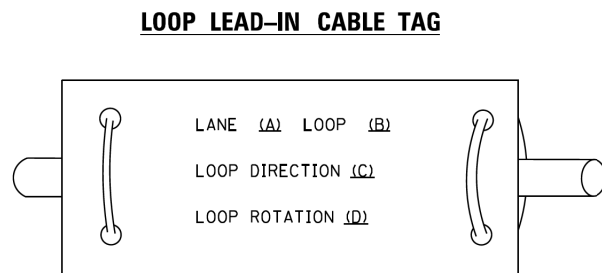 LOOP LEAD–IN CABLE TAG
LANE (A) LOOP (B)
LOOP DIRECTION (C)
LOOP ROTATION (D)